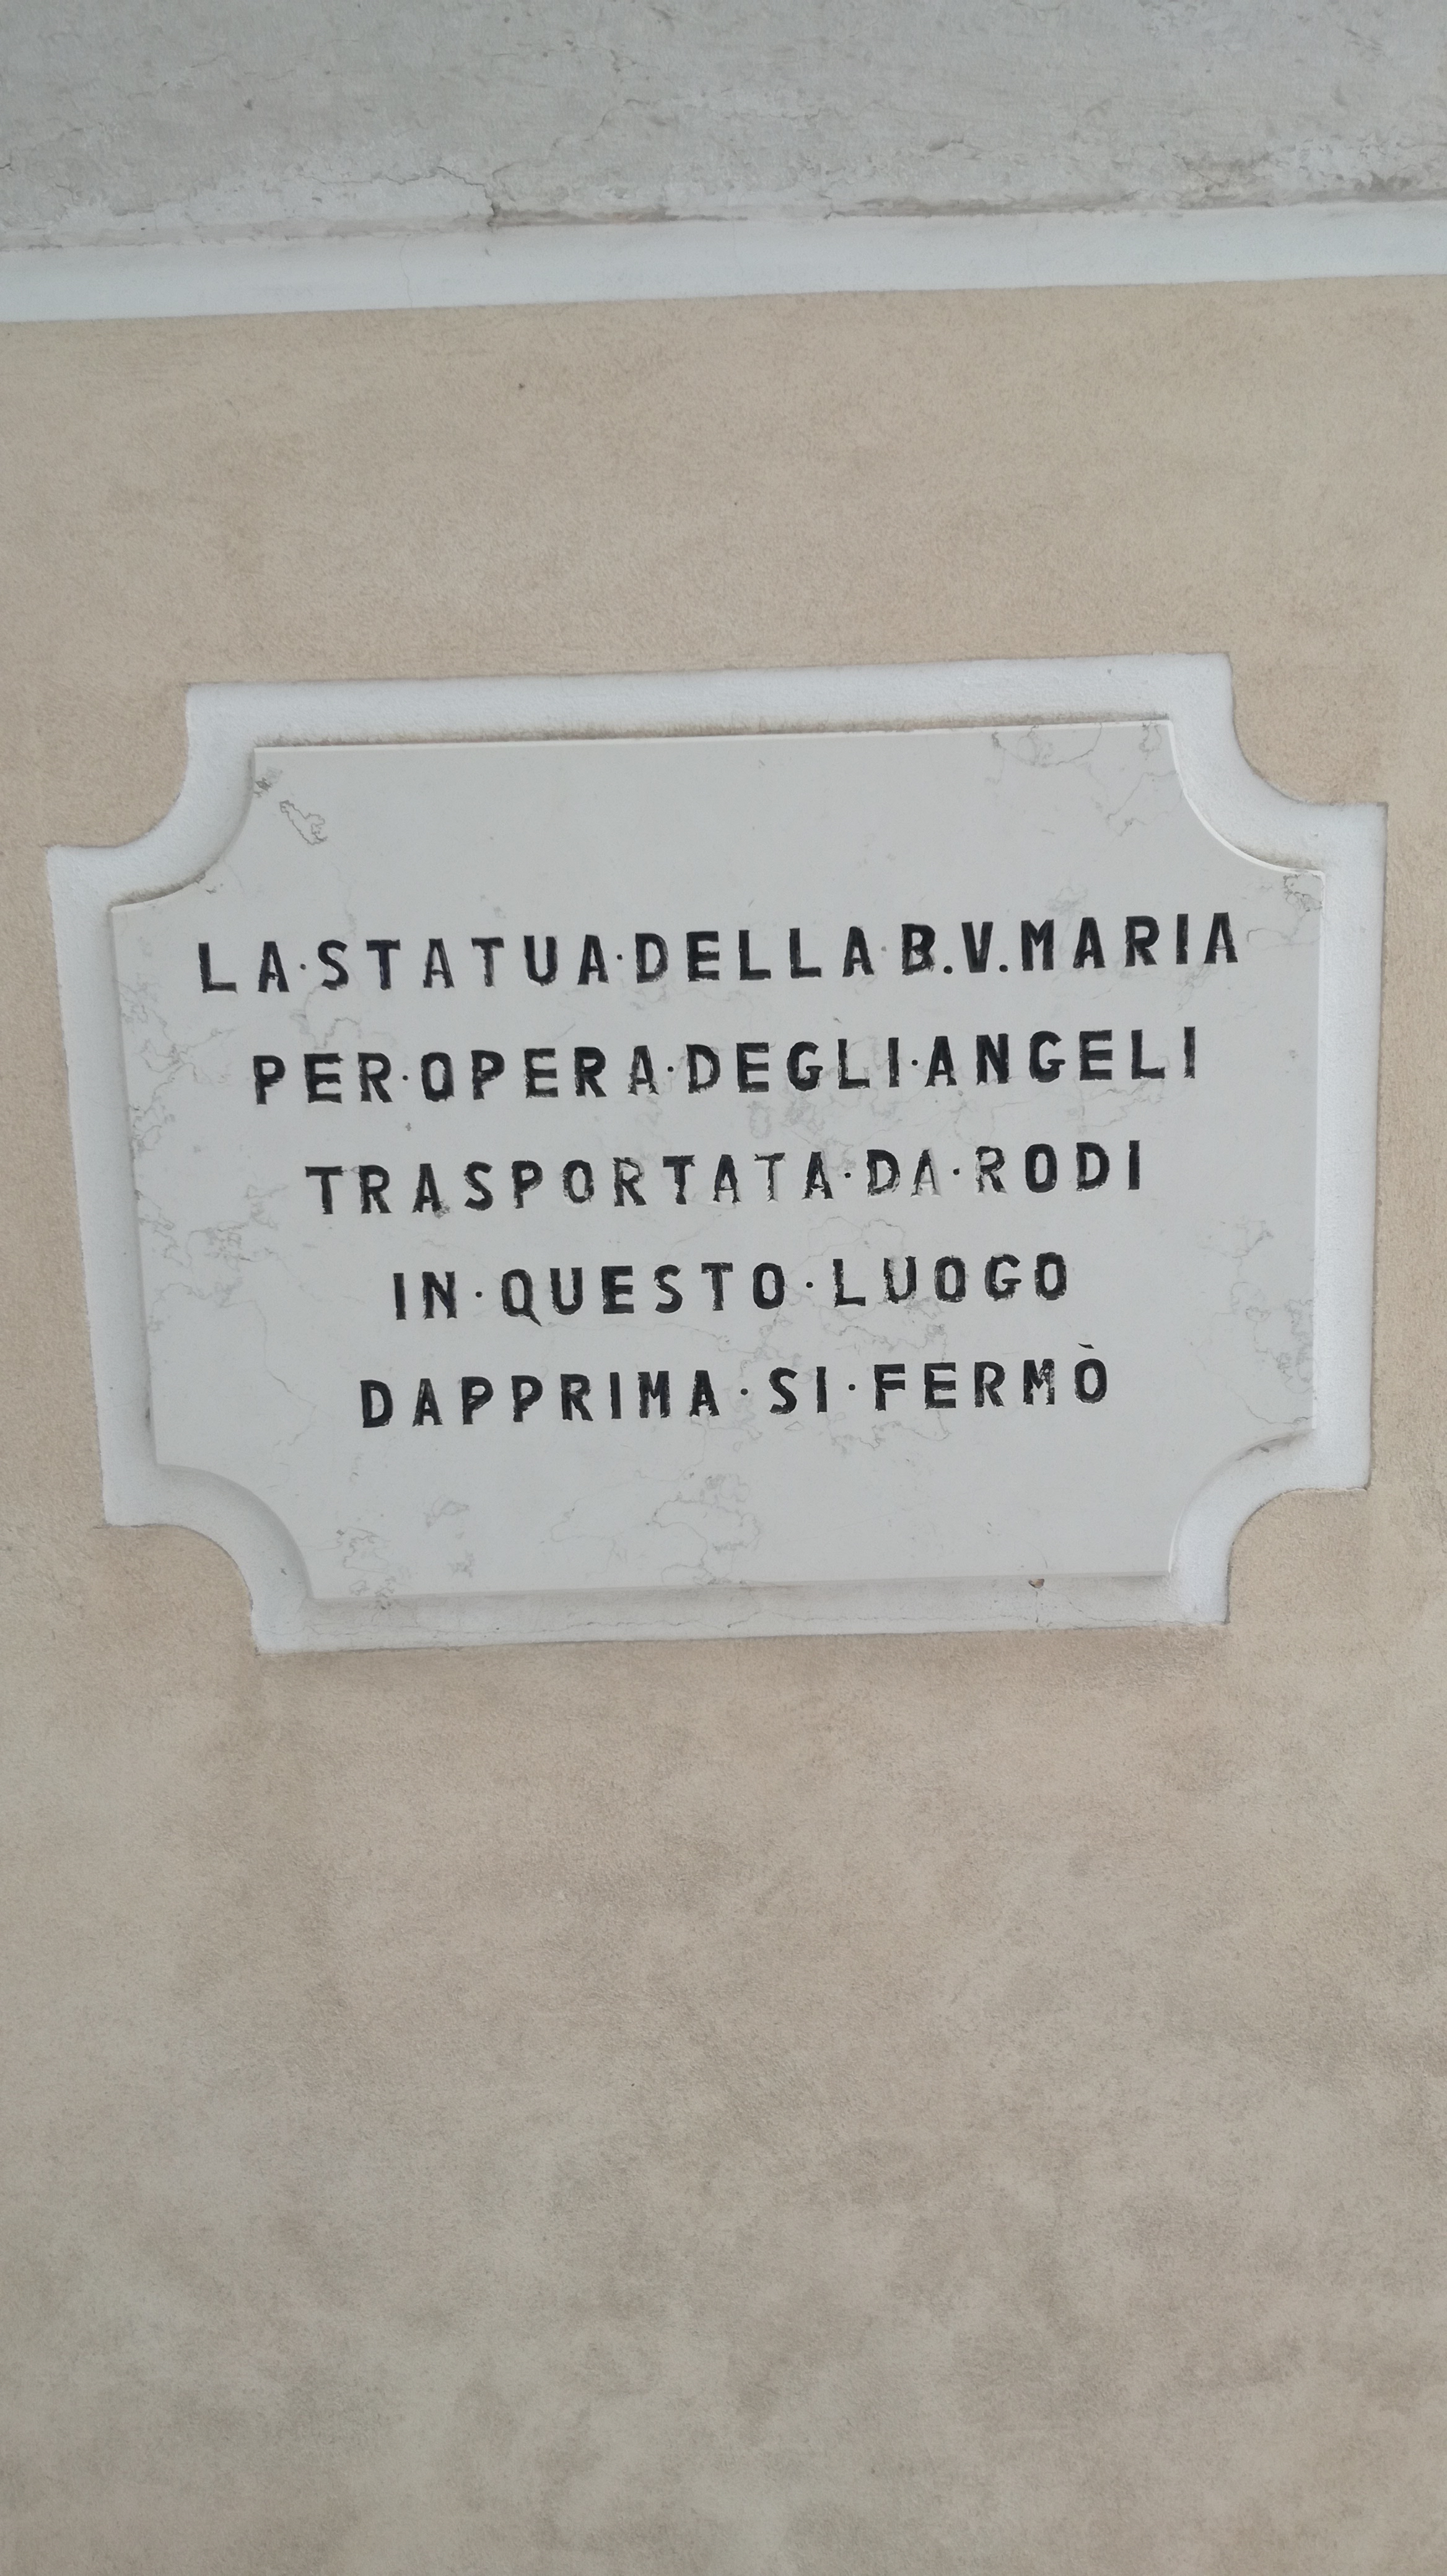 LA·STATUA·DELLA·B.V.MARIA
PER·OPERA·DEGLI·ANGELI
TRASPORTATA·DA·RODI
IN·QUESTO·LUOGO
DAPPRIMA·SI·FERMÒ